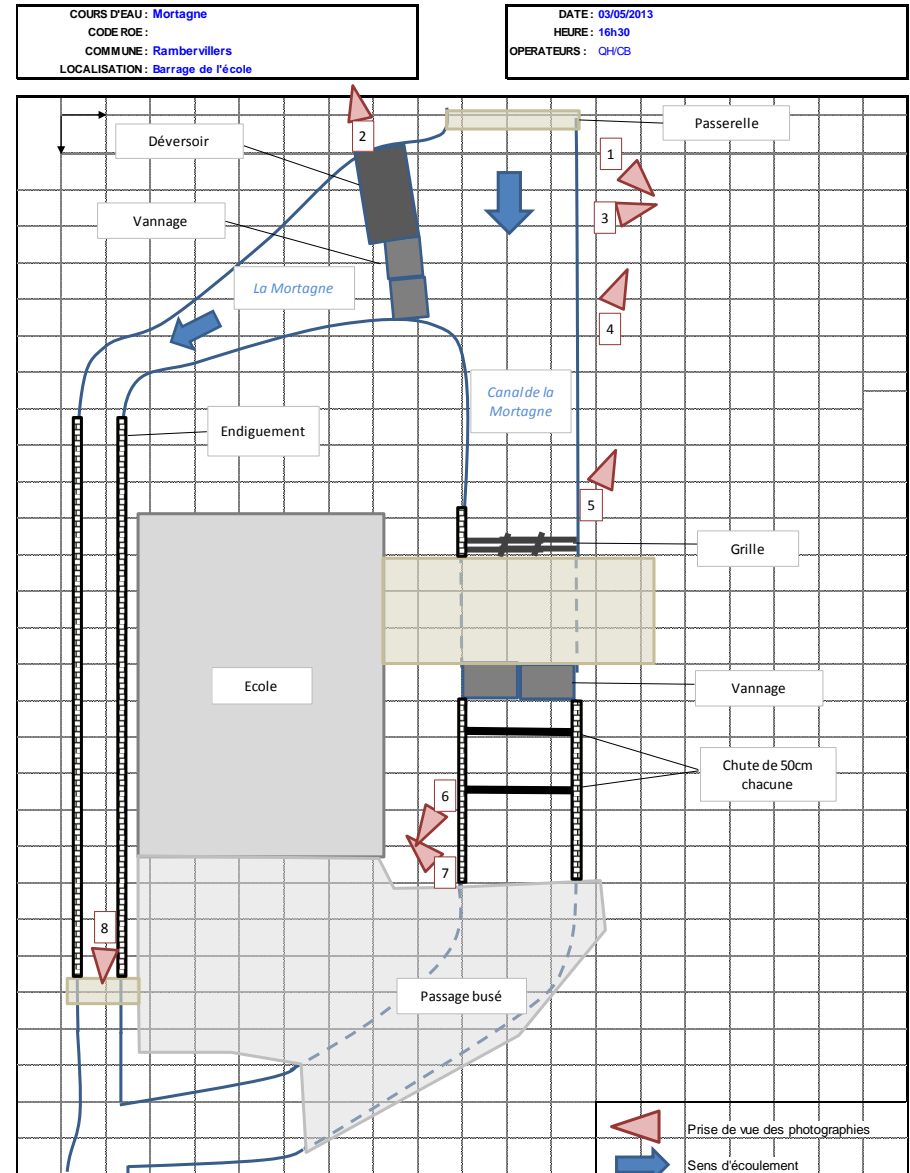 COURS D'EAU : Mortagne
CODE ROE :
COMMUNE : Rambervillers
LOCALISATION : Barrage de l'école
DATE : 03/05/2013
HEURE : 16h30
OPERATEURS : QH/CB
Passerelle
2
Déversoir
1
3
Vannage
La Mortagne
4
Canal de la
Mortagne
Endiguement
5
Grille
Ecole
Vannage
Chute de 50cm
chacune
6
7
8
Passage busé
Prise de vue des photographies
Sens d'écoulement